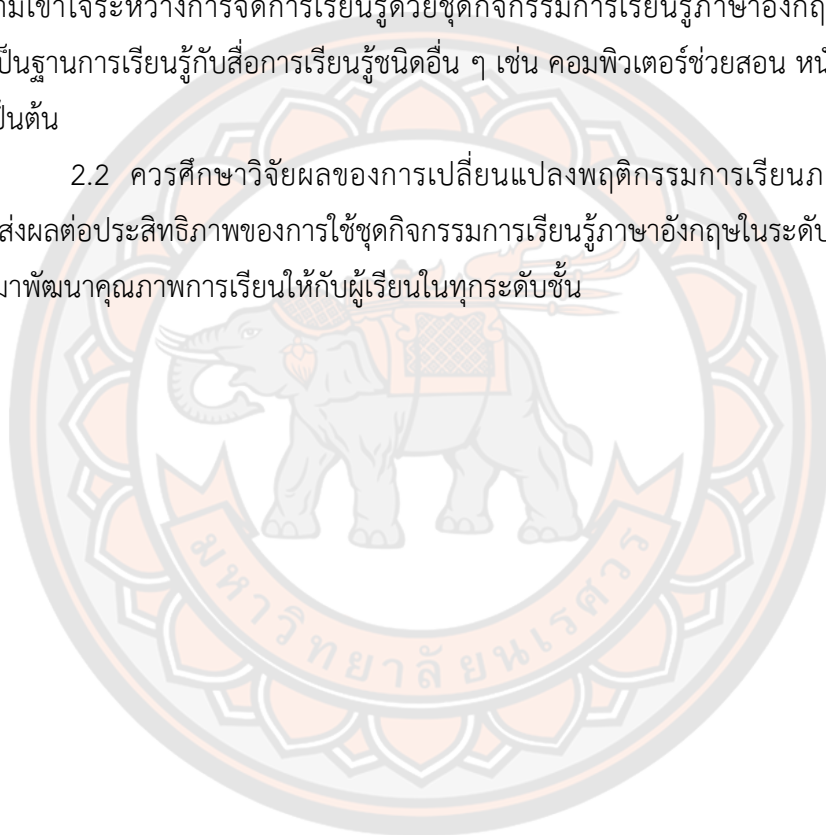 ามเข้าใจระหว่างการจัดการเรียนรู้ด้วยชุดกิจกรรมการเรียนรู้ภาษาอังกฤ
ป็นฐานการเรียนรู้กับสื่อการเรียนรู้ชนิดอื่น ๆ เช่น คอมพิวเตอร์ช่วยสอน หนั
ป็นต้น
2.2 ควรศึกษาวิจัยผลของการเปลี่ยนแปลงพฤติกรรมการเรียนภ
ส่งผลต่อประสิทธิภาพของการใช้ชุดกิจกรรมการเรียนรู้ภาษาอังกฤษในระดับ
มาพัฒนาคุณภาพการเรียนให้กับผู้เรียนในทุกระดับชั้น
มหาวิทยาลัยนเรศวร